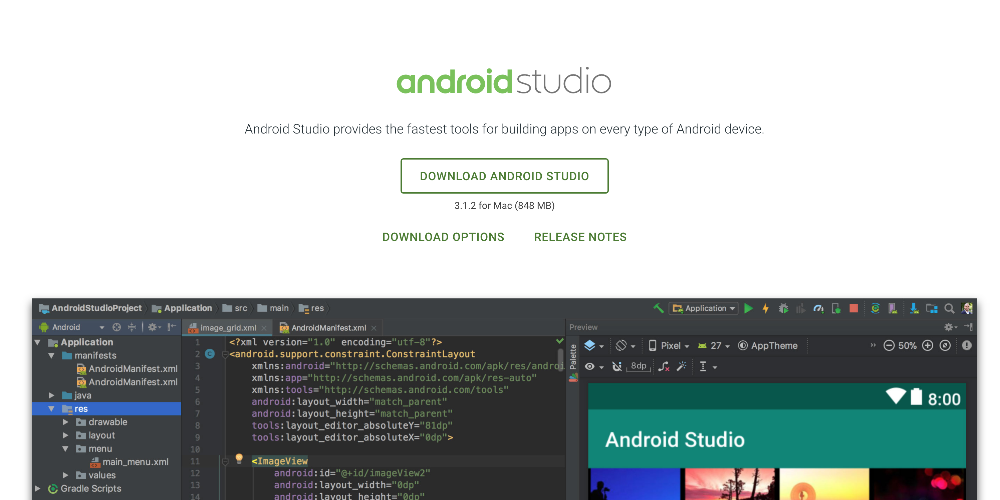 androidstudio
Android Studio provides the fastest tools for building apps on every type of Android device.
DOWNLOAD ANDROID STUDIO
3.1.2 for Mac (848 MB)
DOWNLOAD OPTIONS RELEASE NOTES
AndroidStudioProject Application src main res
Application
Android
image_grid.xml AndroidManifest.xml
Preview
Application
manifests
AndroidManifest.xml
AndroidManifest.xml
java
res
drawable
layout
menu
main_menu.xml
values
Gradle Scripts
1 <?xml version="1.0" encoding="utf-8"?>
2 C <android.support.constraint.ConstraintLayout
3 xmlns:android="http://schemas.android.com/apk/res/androi
4 xmlns:app="http://schemas.android.com/apk/res-auto"
5 xmlns:tools="http://schemas.android.com/tools"
6 android:layout_width="match_parent"
7 android:layout_height="match_parent"
8 tools:layout_editor_absoluteY="81dp"
9 tools:layout_editor_absoluteX="0dp">
10
11 <ImageView
12 android:id="@+id/imageView2"
13 android:layout_width="0dp"
14 android:layout_height="0dp"
Palette
Pixel 27 AppTheme 50%
8dp
8:00
Android Studio